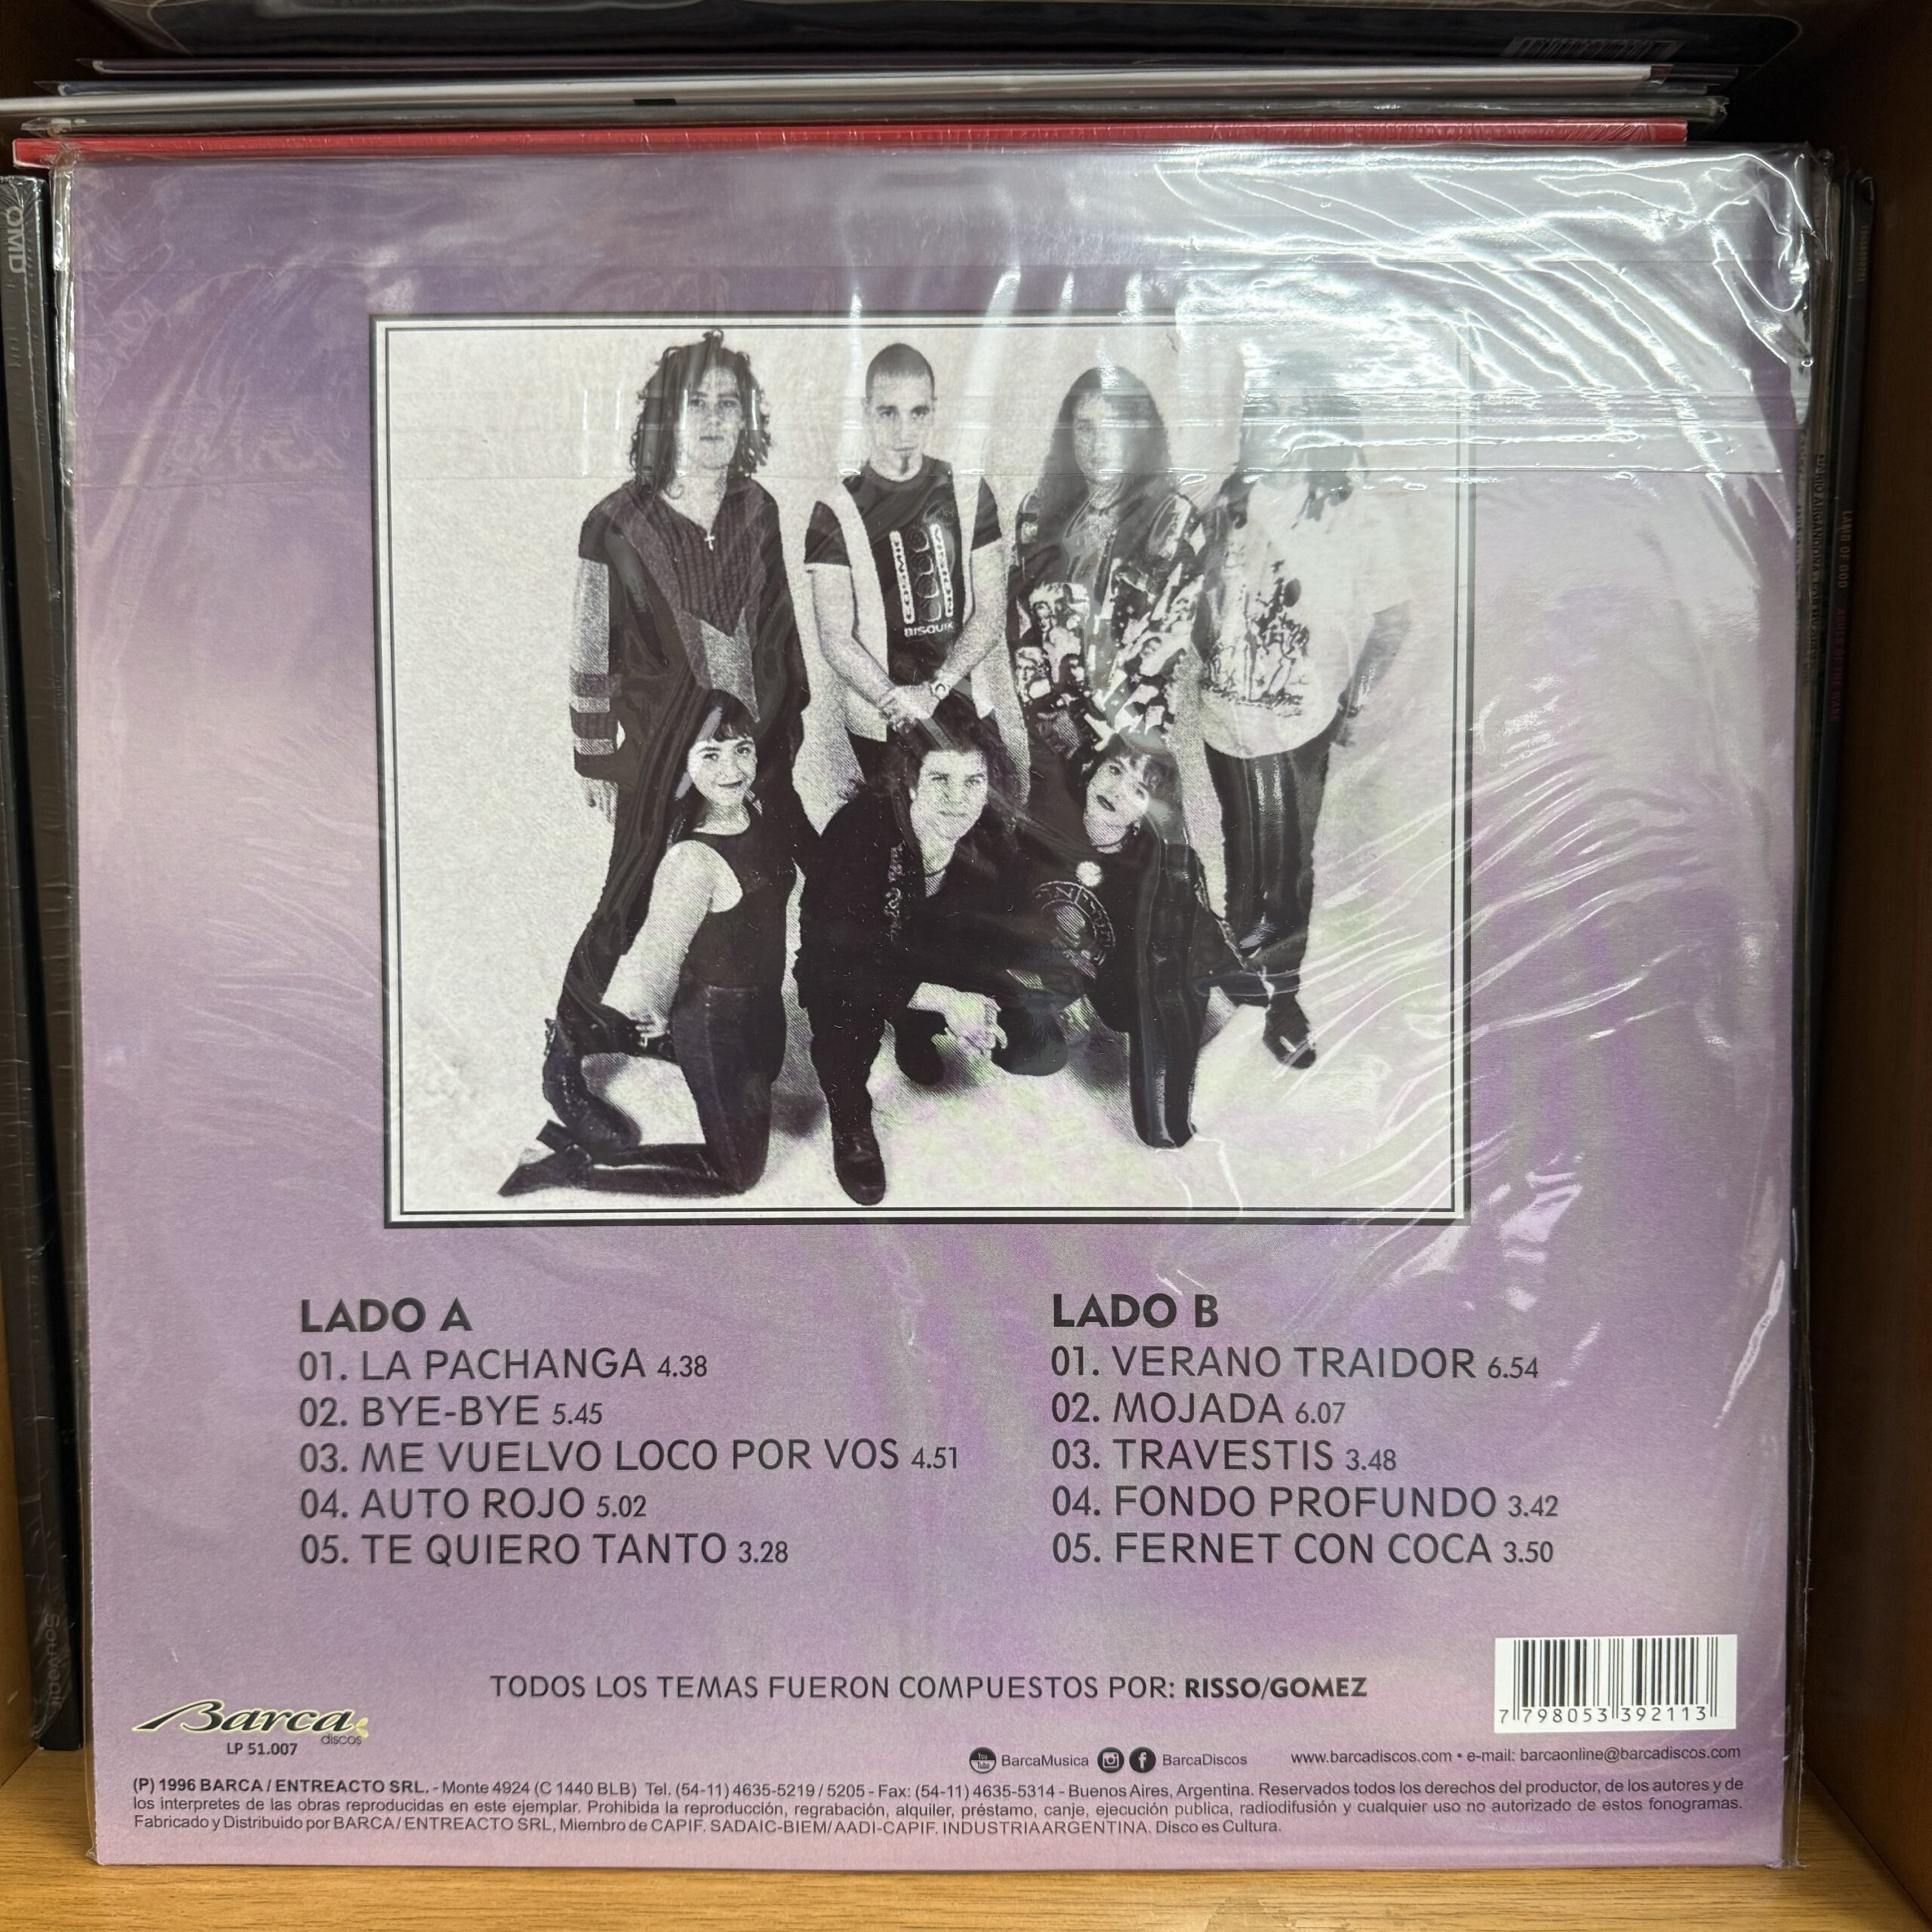 OMD
COSMIC
BISQUIK
LAMB OF GOD
LADO A
01. LA PACHANGA 4.38
02. BYE-BYE 5.45
03. ME VUELVO LOCO POR VOS 4.51
04. AUTO ROJO 5.02
05. TE QUIERO TANTO 3.28
LADO B
01. VERANO TRAIDOR 6.54
02. MOJADA 6.07
03. TRAVESTIS 3.48
04. FONDO PROFUNDO 3.42
05. FERNET CON COCA 3.50
TODOS LOS TEMAS FUERON COMPUESTOS POR: RISSO/GOMEZ
Barca
discos
LP 51.007
7 798053 392113
You Tube BarcaMusica BarcaDiscos www.barcadiscos.com • e-mail: barcaonline@barcadiscos.com
(P) 1996 BARCA / ENTREACTO SRL. - Monte 4924 (C 1440 BLB) Tel. (54-11) 4635-5219 / 5205 - Fax: (54-11) 4635-5314 - Buenos Aires, Argentina. Reservados todos los derechos del productor, de los autores y de
los interpretes de las obras reproducidas en este ejemplar. Prohibida la reproducción, regrabación, alquiler, préstamo, canje, ejecución publica, radiodifusión y cualquier uso no autorizado de estos fonogramas.
Fabricado y Distribuido por BARCA / ENTREACTO SRL, Miembro de CAPIF. SADAIC-BIEM/ AADI-CAPIF. INDUSTRIA ARGENTINA. Disco es Cultura.